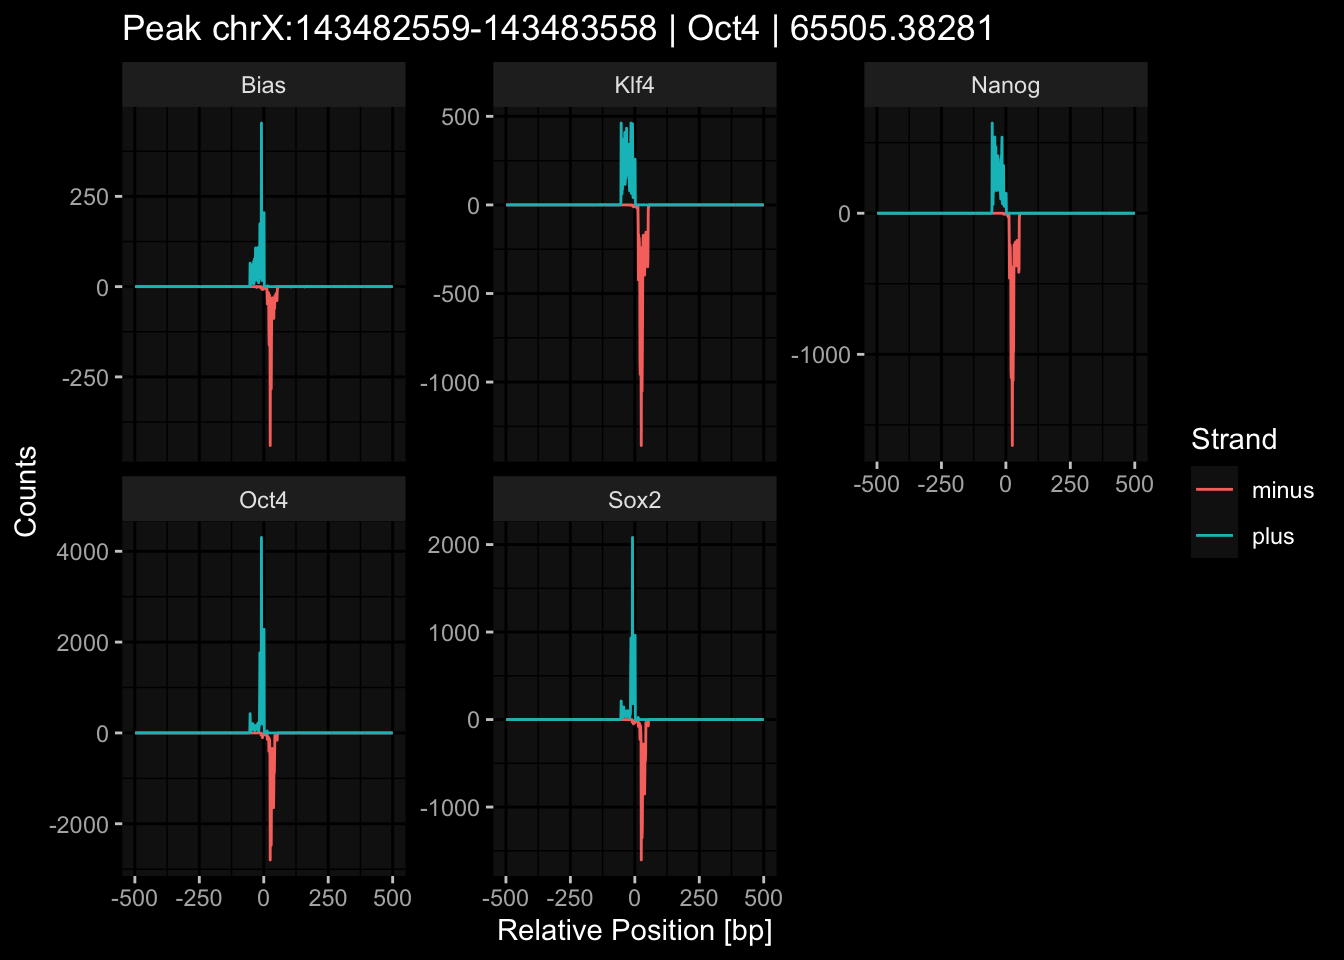 Peak chrX:143482559-143483558 | Oct4 | 65505.38281
Bias
Klf4
Nanog
250
0
-250
500
0
-500
-1000
0
-1000
-500 -250 0 250 500
Oct4
Sox2
4000
2000
0
-2000
2000
1000
0
-1000
-500 -250 0 250 500
-500 -250 0 250 500
Relative Position [bp]
Counts
Strand
minus
plus